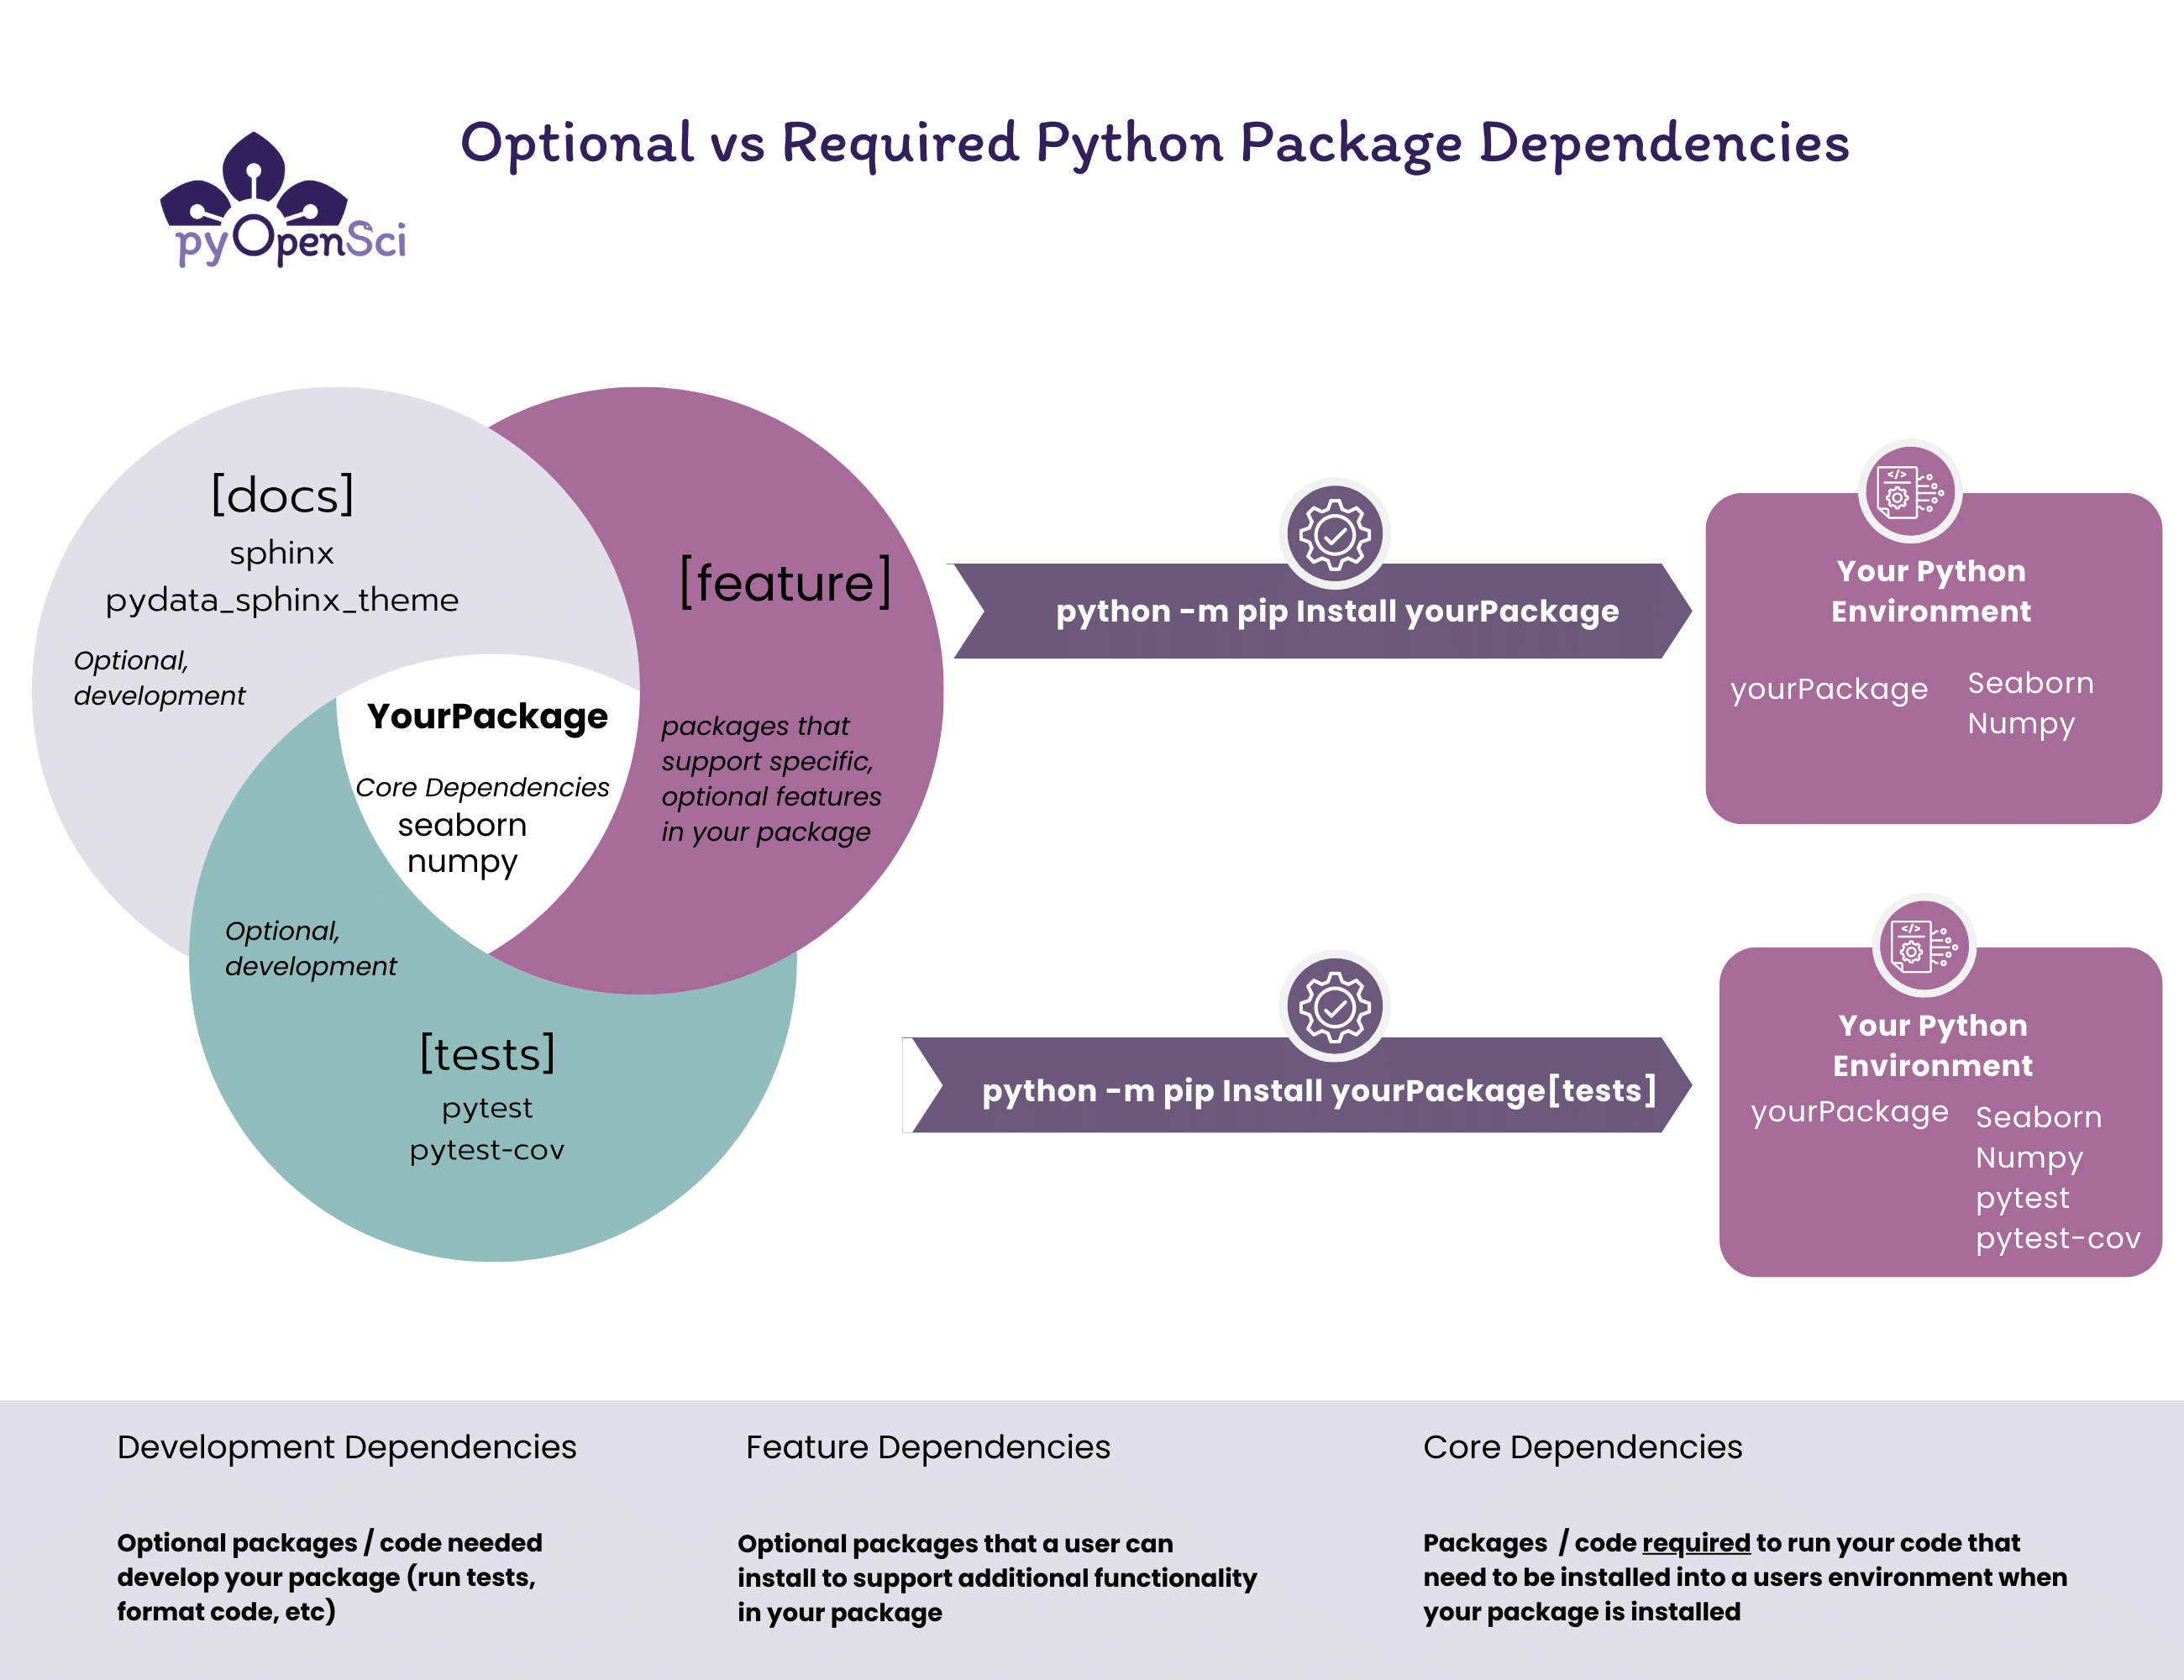 Optional vs Required Python Package Dependencies
pyOpenSci
[docs]
sphinx
pydata_sphinx_theme
Optional,
development
[feature]
packages that
support specific,
optional features
in your package
YourPackage
Core Dependencies
seaborn
numpy
Optional,
development
[tests]
pytest
pytest-cov
python -m pip Install yourPackage
</>
Your Python
Environment
yourPackage
Seaborn
Numpy
python -m pip Install yourPackage[tests]
</>
Your Python
Environment
yourPackage
Seaborn
Numpy
pytest
pytest-cov
Development Dependencies
Optional packages / code needed
develop your package (run tests,
format code, etc)
Feature Dependencies
Optional packages that a user can
install to support additional functionality
in your package
Core Dependencies
Packages / code required to run your code that
need to be installed into a users environment when
your package is installed